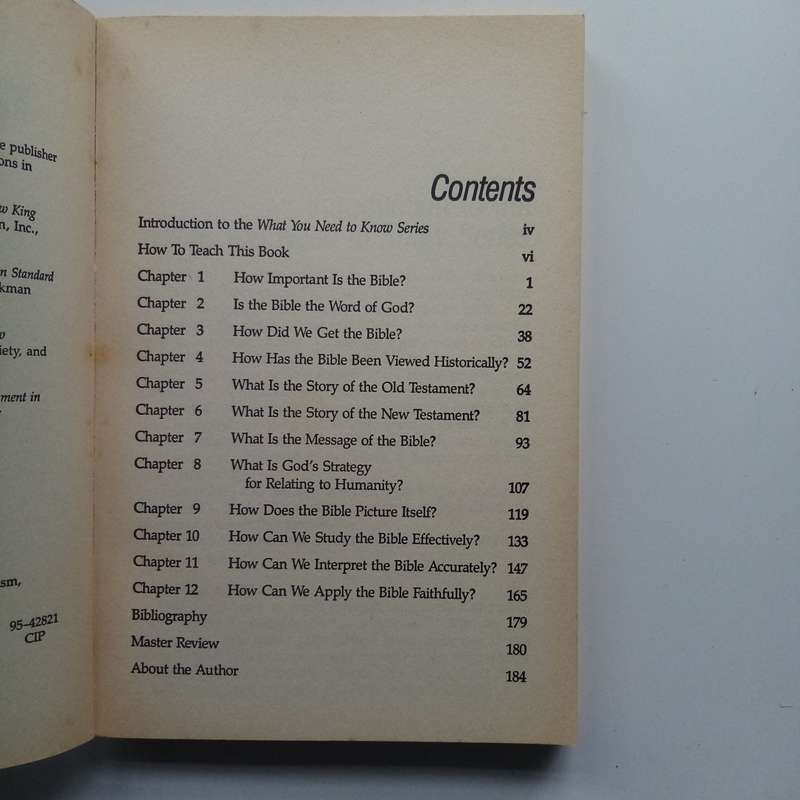 e publisher
ons in
w King
n, Inc.,
n Standard
kman
w
iety, and
ment in
sm,
95–42821
CIP
Contents
Introduction to the What You Need to Know Series iv
How To Teach This Book vi
Chapter 1 How Important Is the Bible? 1
Chapter 2 Is the Bible the Word of God? 22
Chapter 3 How Did We Get the Bible? 38
Chapter 4 How Has the Bible Been Viewed Historically? 52
Chapter 5 What Is the Story of the Old Testament? 64
Chapter 6 What Is the Story of the New Testament? 81
Chapter 7 What Is the Message of the Bible? 93
Chapter 8 What Is God's Strategy
for Relating to Humanity? 107
Chapter 9 How Does the Bible Picture Itself? 119
Chapter 10 How Can We Study the Bible Effectively? 133
Chapter 11 How Can We Interpret the Bible Accurately? 147
Chapter 12 How Can We Apply the Bible Faithfully? 165
Bibliography 179
Master Review 180
About the Author 184